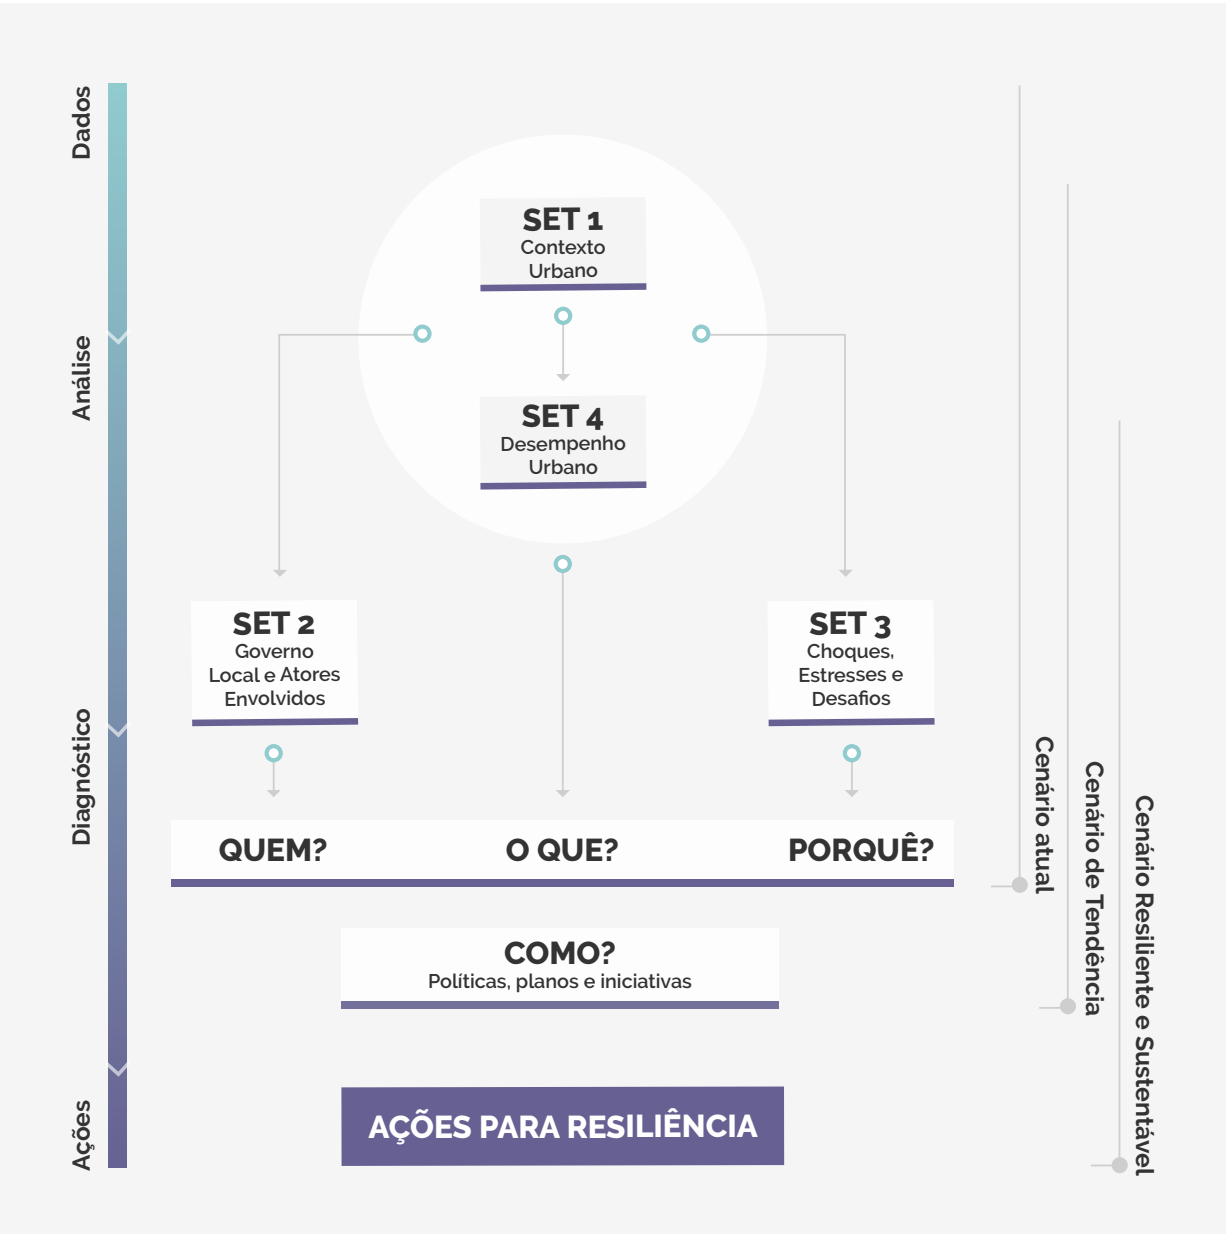 Dados
Análise
Diagnóstico
Ações
SET 1
Contexto
Urbano
SET 4
Desempenho
Urbano
SET 2
Governo
Local e Atores
Envolvidos
SET 3
Choques,
Estresses e
Desafios
QUEM?
O QUE?
PORQUÊ?
COMO?
Políticas, planos e iniciativas
AÇÕES PARA RESILIÊNCIA
Cenário atual
Cenário de Tendência
Cenário Resiliente e Sustentável